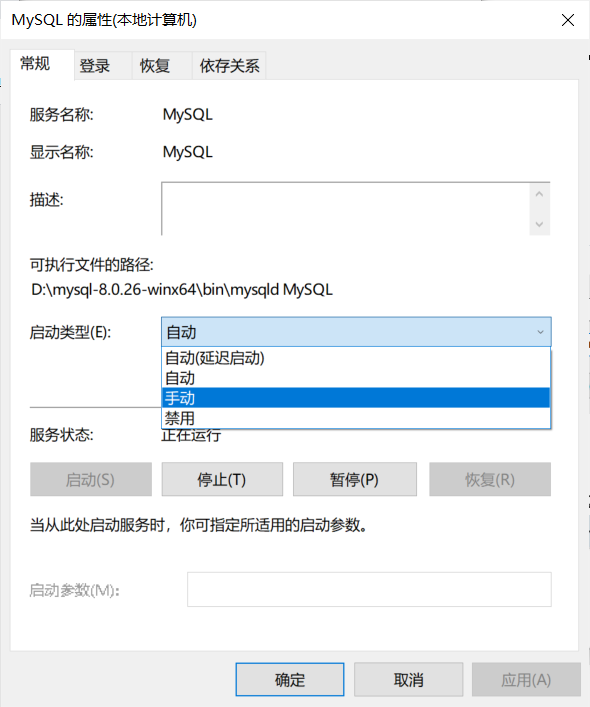 MySQL 的属性(本地计算机)
常规 登录 恢复 依存关系
服务名称: MySQL
显示名称: MySQL
描述:
可执行文件的路径:
D:\mysql-8.0.26-winx64\bin\mysqld MySQL
启动类型(E): 自动
自动(延迟启动)
自动
手动
禁用
服务状态: 正在运行
启动(S) 停止(T) 暂停(P) 恢复(R)
当从此处启动服务时，你可指定所适用的启动参数。
启动参数(M):
确定 取消 应用(A)